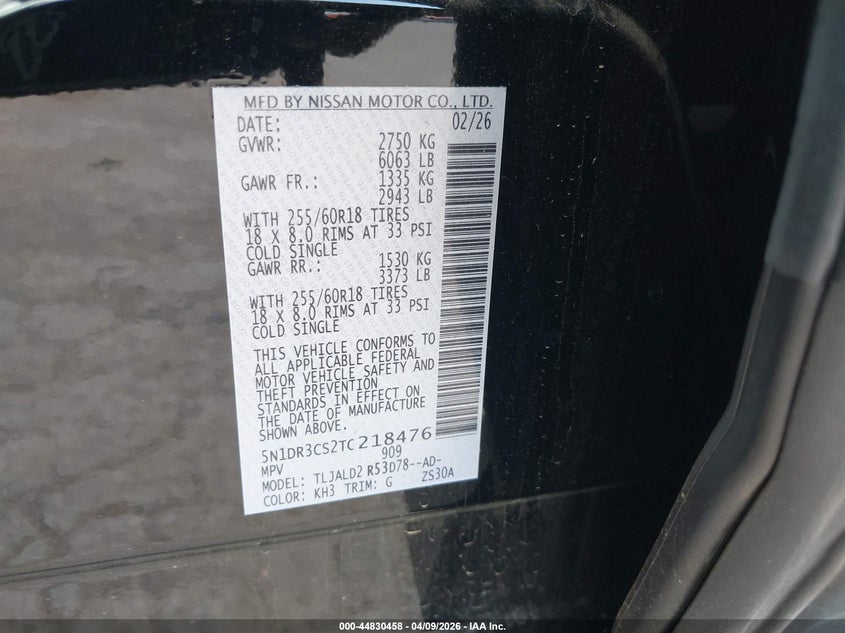 MFD BY NISSAN MOTOR CO., LTD.
DATE: 02/26
GVWR: 2750 KG
6063 LB
GAWR FR.: 1335 KG
2943 LB
WITH 255/60R18 TIRES
18 X 8.0 RIMS AT 33 PSI
COLD SINGLE
GAWR RR.: 1530 KG
3373 LB
WITH 255/60R18 TIRES
18 X 8.0 RIMS AT 33 PSI
COLD SINGLE
THIS VEHICLE CONFORMS TO
ALL APPLICABLE FEDERAL
MOTOR VEHICLE SAFETY AND
THEFT PREVENTION
STANDARDS IN EFFECT ON
THE DATE OF MANUFACTURE
SHOWN ABOVE.
5N1DR3CS2TC218476
MPV 909
MODEL: TLJALD2 R53D78--AD-
COLOR: KH3 TRIM: G ZS30A
000-44830458 - 04/09/2026 - IAA Inc.